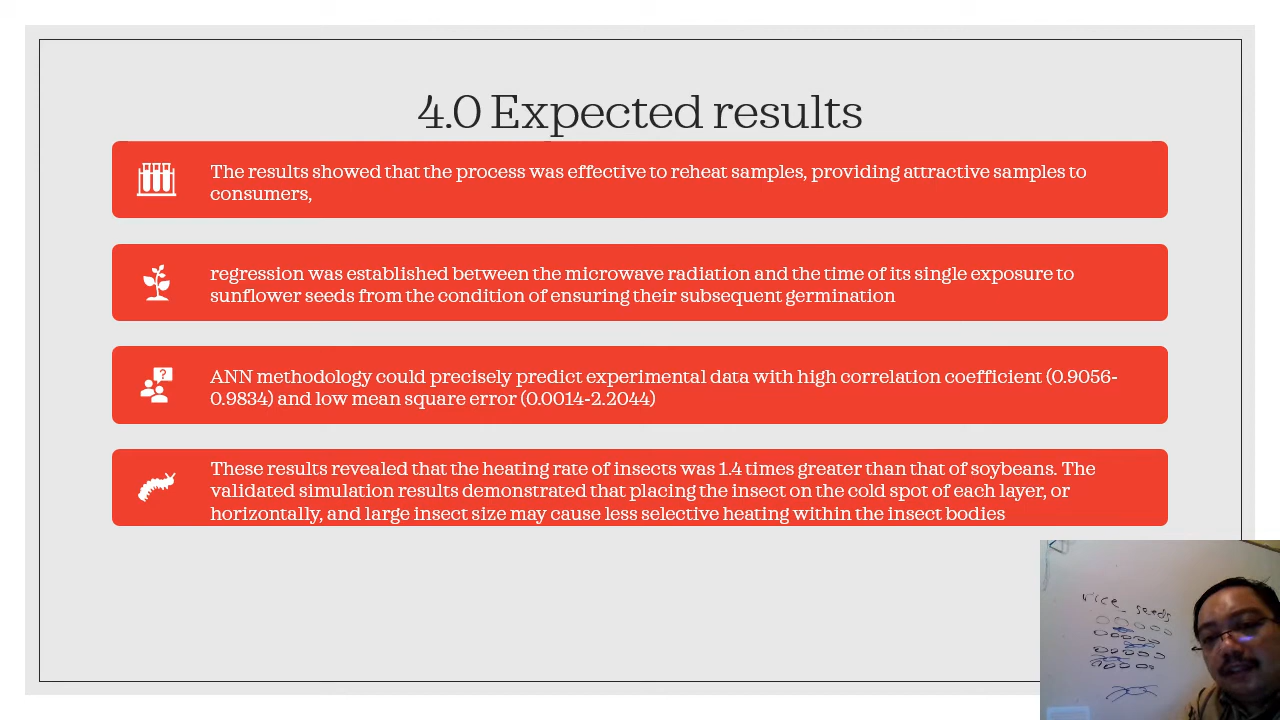 4.0 Expected results
The results showed that the process was effective to reheat samples, providing attractive samples to
consumers,
regression was established between the microwave radiation and the time of its single exposure to
sunflower seeds from the condition of ensuring their subsequent germination
?
ANN methodology could precisely predict experimental data with high correlation coefficient (0.9056-
0.9834) and low mean square error (0.0014-2.2044)
These results revealed that the heating rate of insects was 1.4 times greater than that of soybeans. The
validated simulation results demonstrated that placing the insect on the cold spot of each layer, or
horizontally, and large insect size may cause less selective heating within the insect bodies
rice seeds